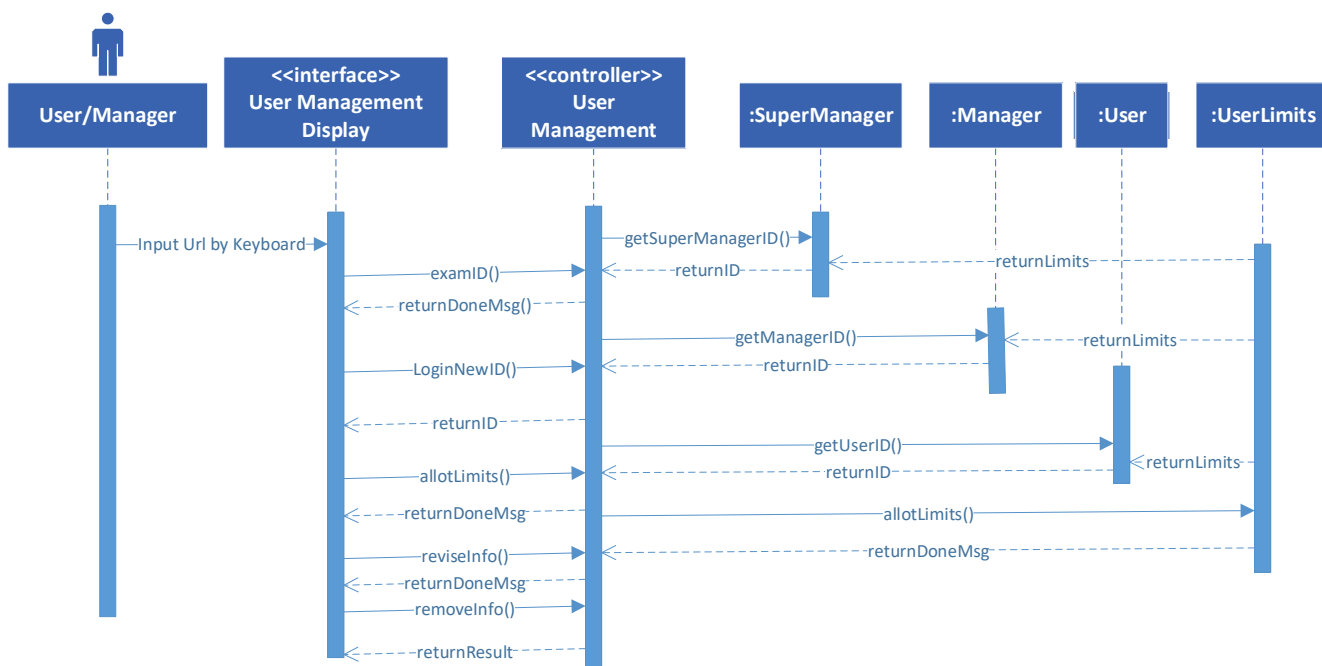 <<interface>>
User Management
Display
<<controller>>
User
Management
User/Manager
:SuperManager
:Manager
:User
:UserLimits
Input Url by Keyboard
getSuperManagerID()
returnLimits
examID()
returnID
returnDoneMsg()
getManagerID()
returnLimits
returnID
LoginNewID()
returnID
getUserID()
returnLimits
returnID
allotLimits()
returnDoneMsg
allotLimits()
returnDoneMsg
reviseInfo()
returnDoneMsg
removeInfo()
returnResult